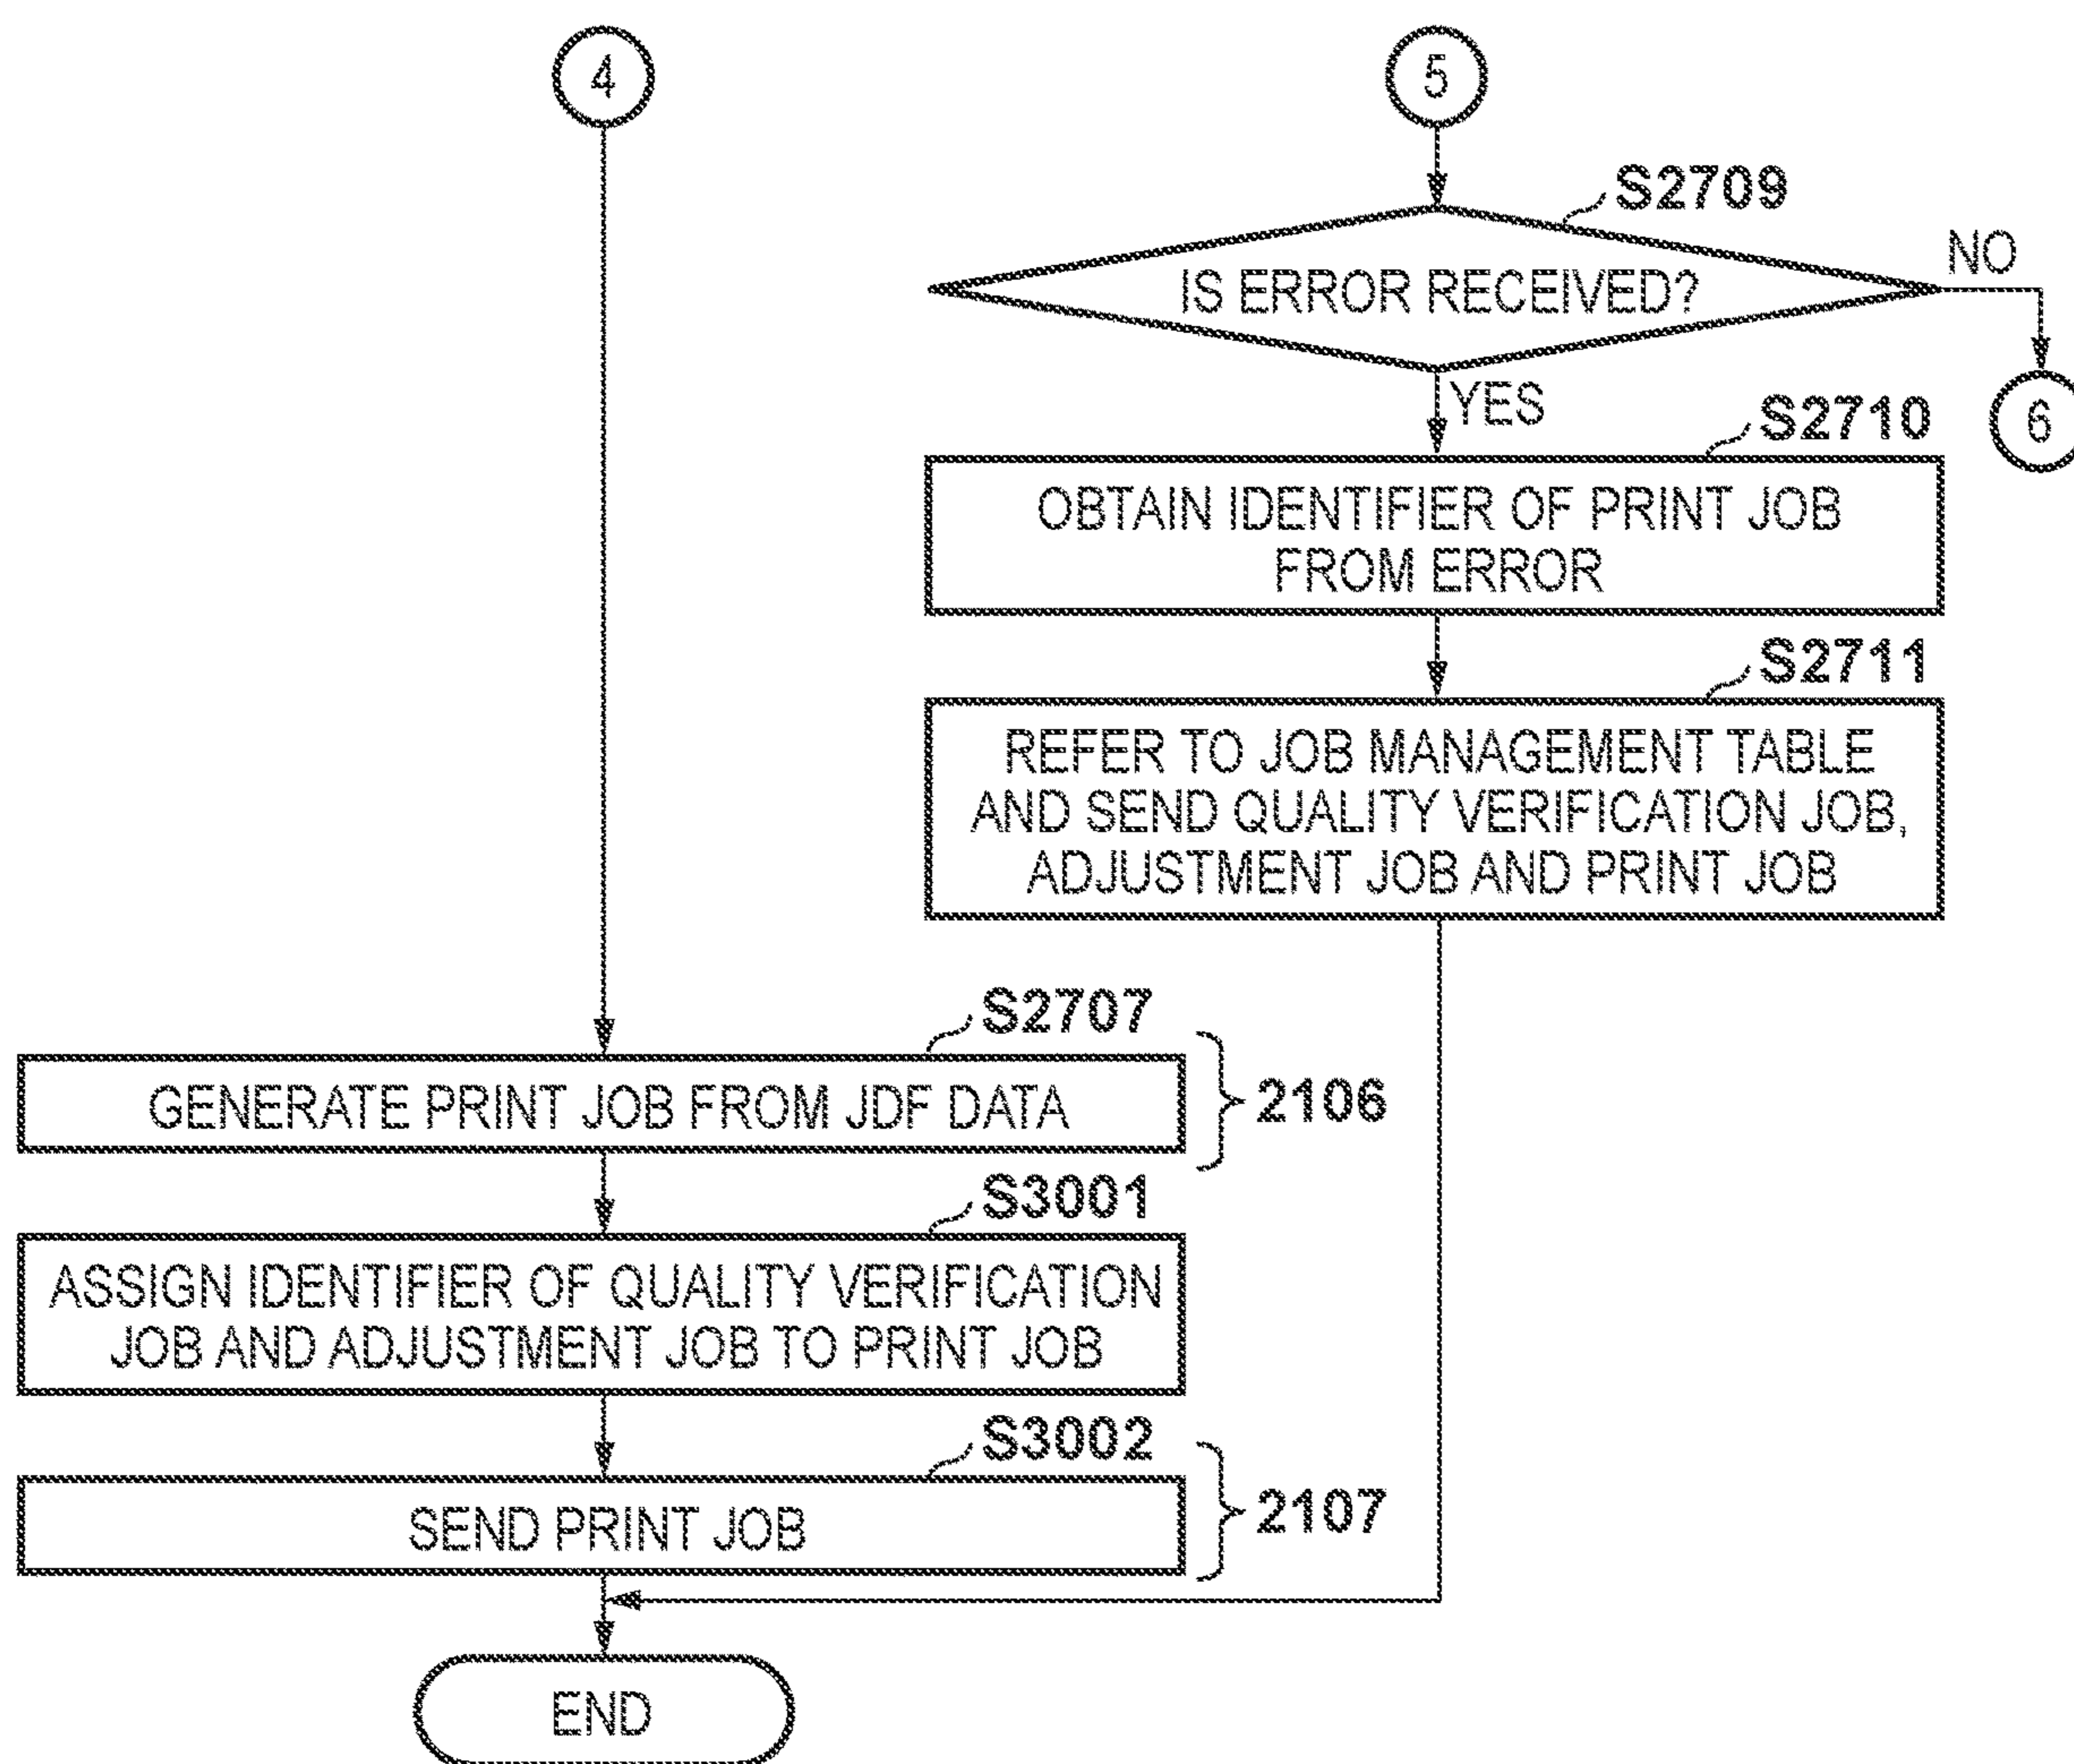 4
5
S2709
IS ERROR RECEIVED?
NO
6
YES
S2710
OBTAIN IDENTIFIER OF PRINT JOB
FROM ERROR
S2711
REFER TO JOB MANAGEMENT TABLE
AND SEND QUALITY VERIFICATION JOB,
ADJUSTMENT JOB AND PRINT JOB
S2707
GENERATE PRINT JOB FROM JDF DATA
2106
S3001
ASSIGN IDENTIFIER OF QUALITY VERIFICATION
JOB AND ADJUSTMENT JOB TO PRINT JOB
S3002
SEND PRINT JOB
2107
END